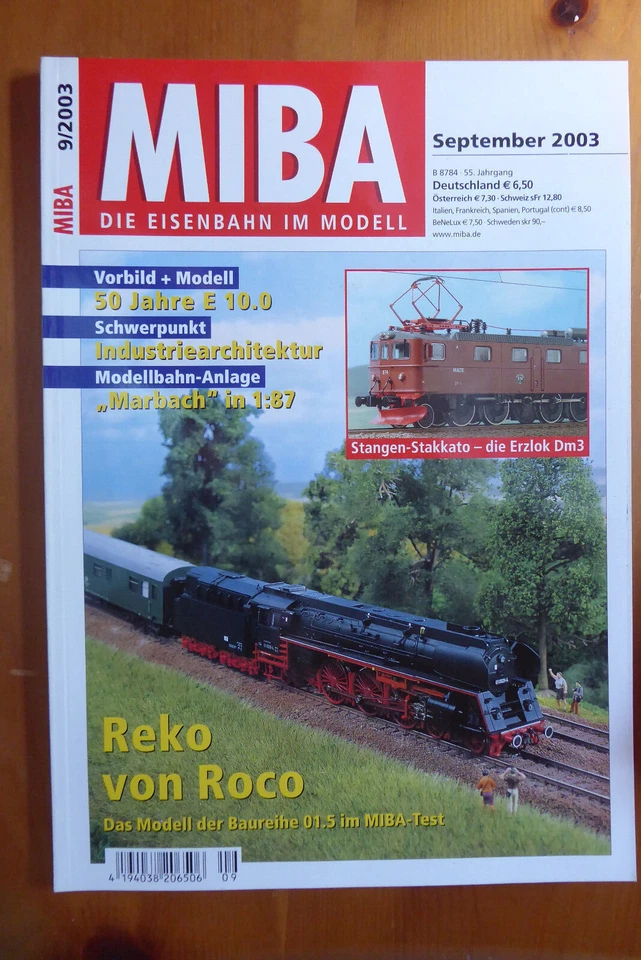 MIBA 9/2003
MIBA
DIE EISENBAHN IM MODELL
September 2003
B 8784 · 55. Jahrgang
Deutschland € 6,50
Österreich € 7,30 · Schweiz sFr 12,80
Italien, Frankreich, Spanien, Portugal (cont) € 8,50
BeNeLux € 7,50 · Schweden skr 90,–
www.miba.de
Vorbild + Modell
50 Jahre E 10.0
Schwerpunkt
Industriearchitektur
Modellbahn-Anlage
„Marbach” in 1:87
Stangen-Stakkato – die Erzlok Dm3
Reko
von Roco
Das Modell der Baureihe 01.5 im MIBA-Test
4 194038 206506 09